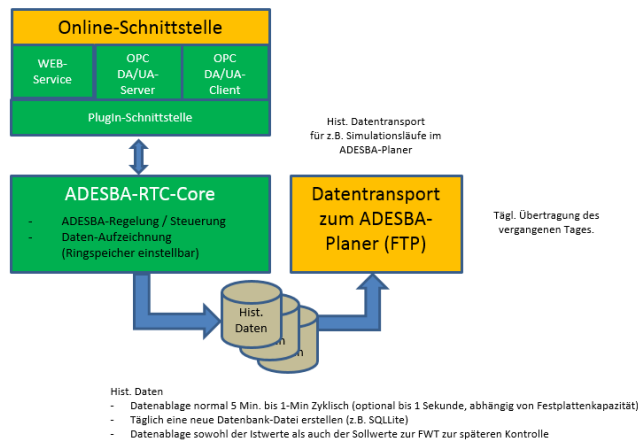 Online-Schnittstelle
WEB-
Service
OPC
DA/UA-
Server
OPC
DA/UA-
Client
PlugIn-Schnittstelle
Hist. Datentransport
für z.B. Simulationsläufe im
ADESBA-Planer
ADESBA-RTC-Core
- ADESBA-Regelung / Steuerung
- Daten-Aufzeichnung
(Ringspeicher einstellbar)
Datentransport
zum ADESBA-
Planer (FTP)
Tägl. Übertragung des
vergangenen Tages.
Hist.
Daten
Hist. Daten
- Datenablage normal 5 Min. bis 1-Min Zyklisch (optional bis 1 Sekunde, abhängig von Festplattenkapazität)
- Täglich eine neue Datenbank-Datei erstellen (z.B. SQLLite)
- Datenablage sowohl der Istwerte als auch der Sollwerte zur FWT zur späteren Kontrolle